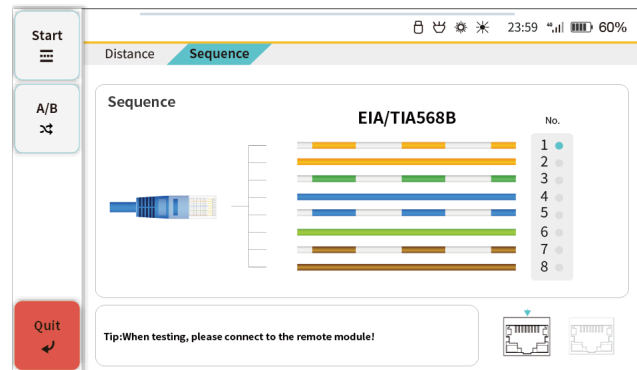 Start
23:59 60%
Distance Sequence
A/B
Sequence
EIA/TIA568B
No.
1
2
3
4
5
6
7
8
Quit
Tip:When testing, please connect to the remote module!